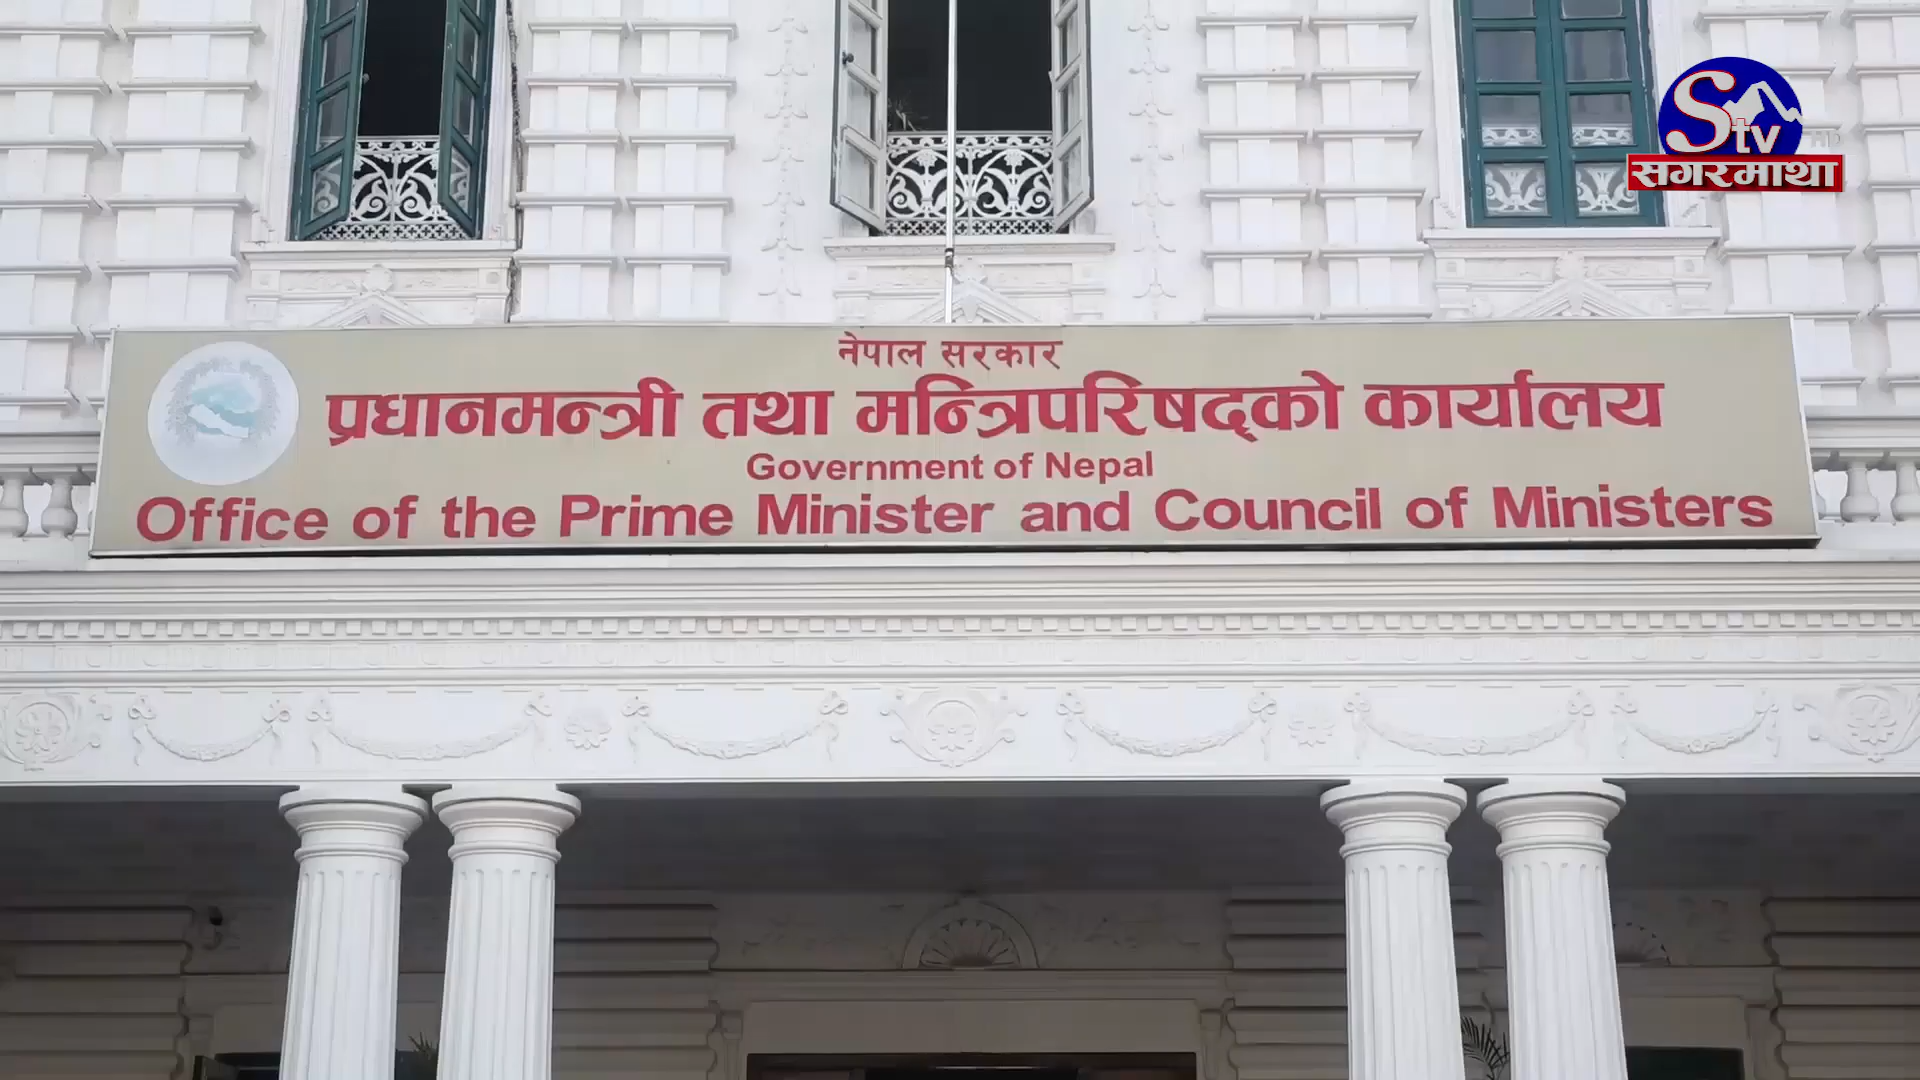 नेपाल सरकार
प्रधानमन्त्री तथा मन्त्रिपरिषद्को कार्यालय
Government of Nepal
Office of the Prime Minister and Council of Ministers
Stv
सगरमाथा